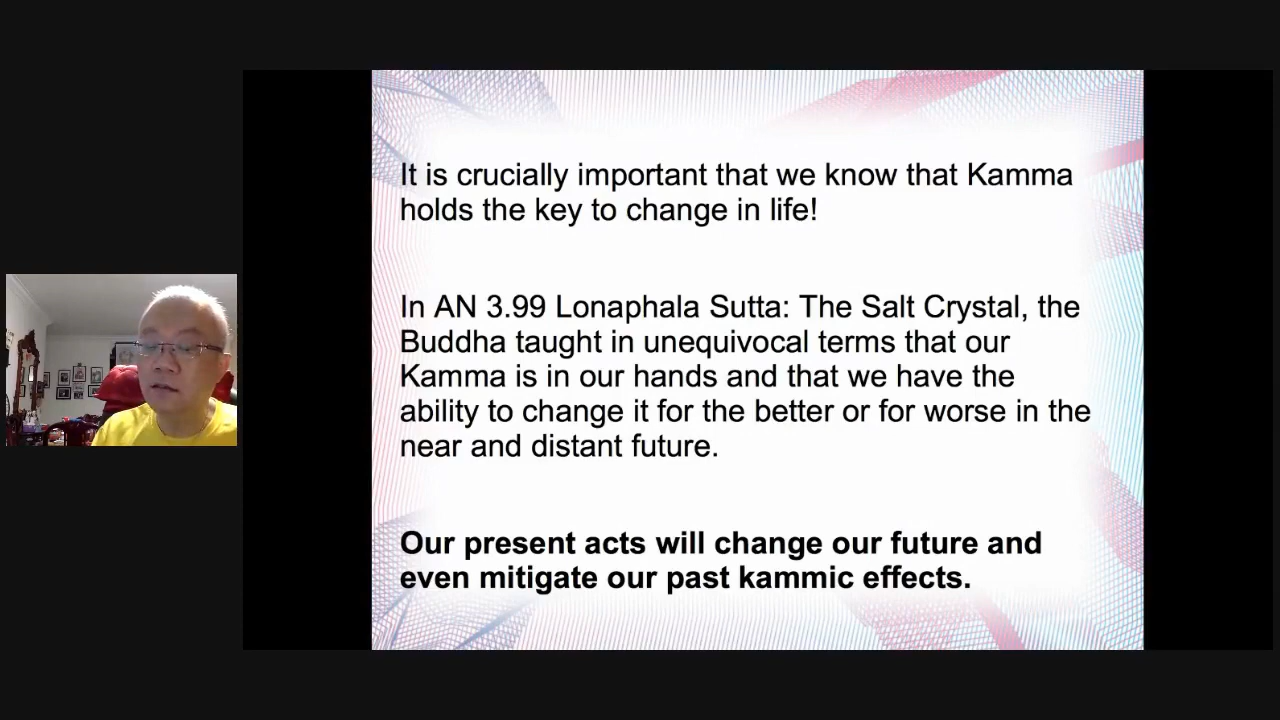 It is crucially important that we know that Kamma
holds the key to change in life!
In AN 3.99 Lonaphala Sutta: The Salt Crystal, the
Buddha taught in unequivocal terms that our
Kamma is in our hands and that we have the
ability to change it for the better or for worse in the
near and distant future.
Our present acts will change our future and
even mitigate our past kammic effects.